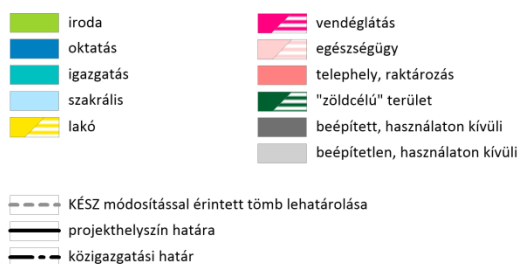 iroda
oktatás
igazgatás
szakrális
lakó
vendéglátás
egészségügy
telephely, raktározás
"zöldcélú" terület
beépített, használaton kívüli
beépítetlen, használaton kívüli
KÉSZ módosítással érintett tömb lehatárolása
projekthelyszín határa
közigazgatási határ